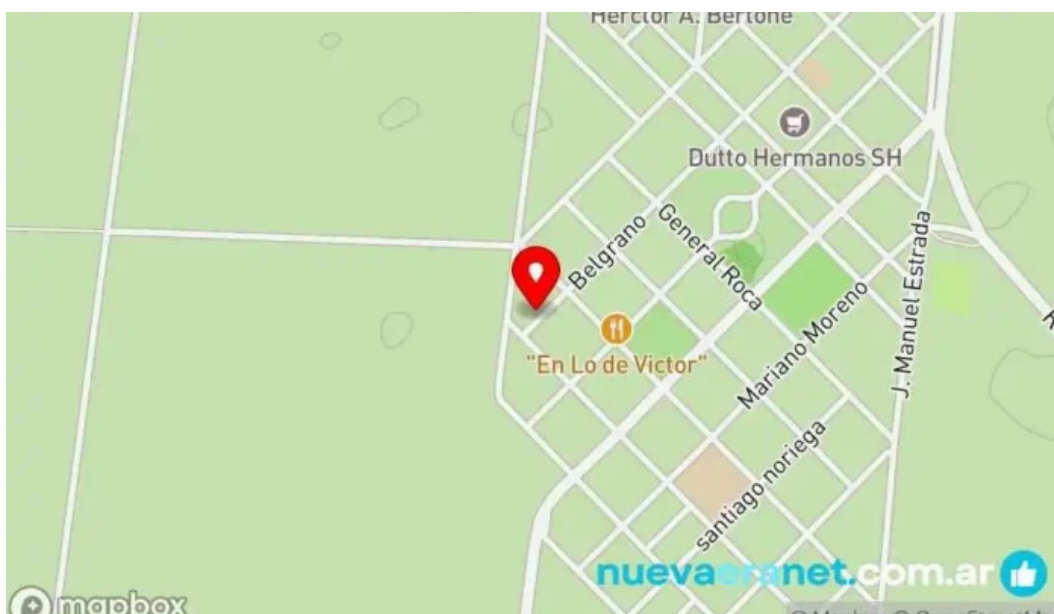 Herctor A. Bertone
Dutto Hermanos SH
Belgrano
General Roca
J. Manuel Estrada
"En Lo de Victor"
Mariano Moreno
santiago noriega
nuevaeranet.com.ar
mapbox